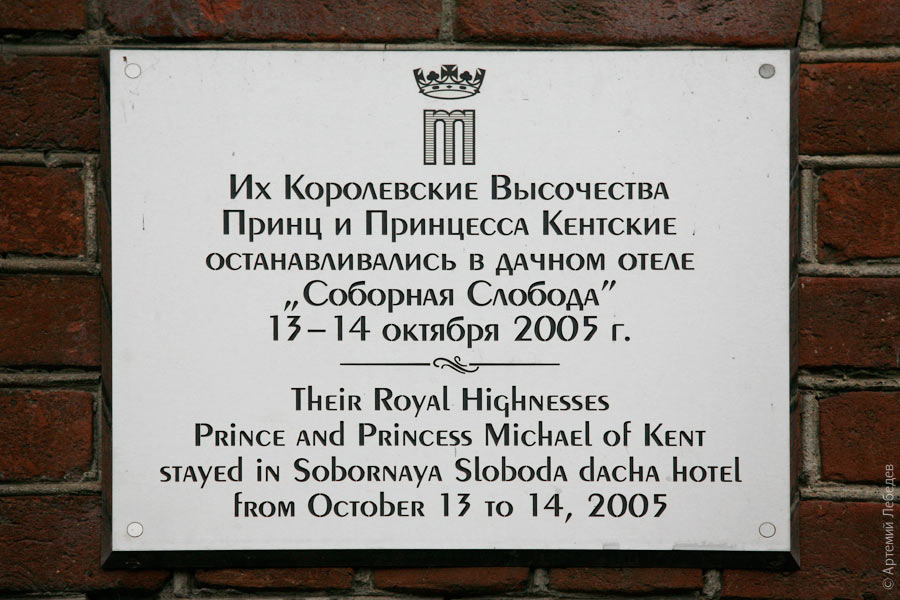 m
Их Королевские Высочества
Принц и Принцесса Кентские
останавливались в дачном отеле
„Соборная Слобода”
13–14 октября 2005 г.
Their Royal Highnesses
Prince and Princess Michael of Kent
stayed in Sobornaya Sloboda dacha hotel
from October 13 to 14, 2005
© Артемий Лебедев